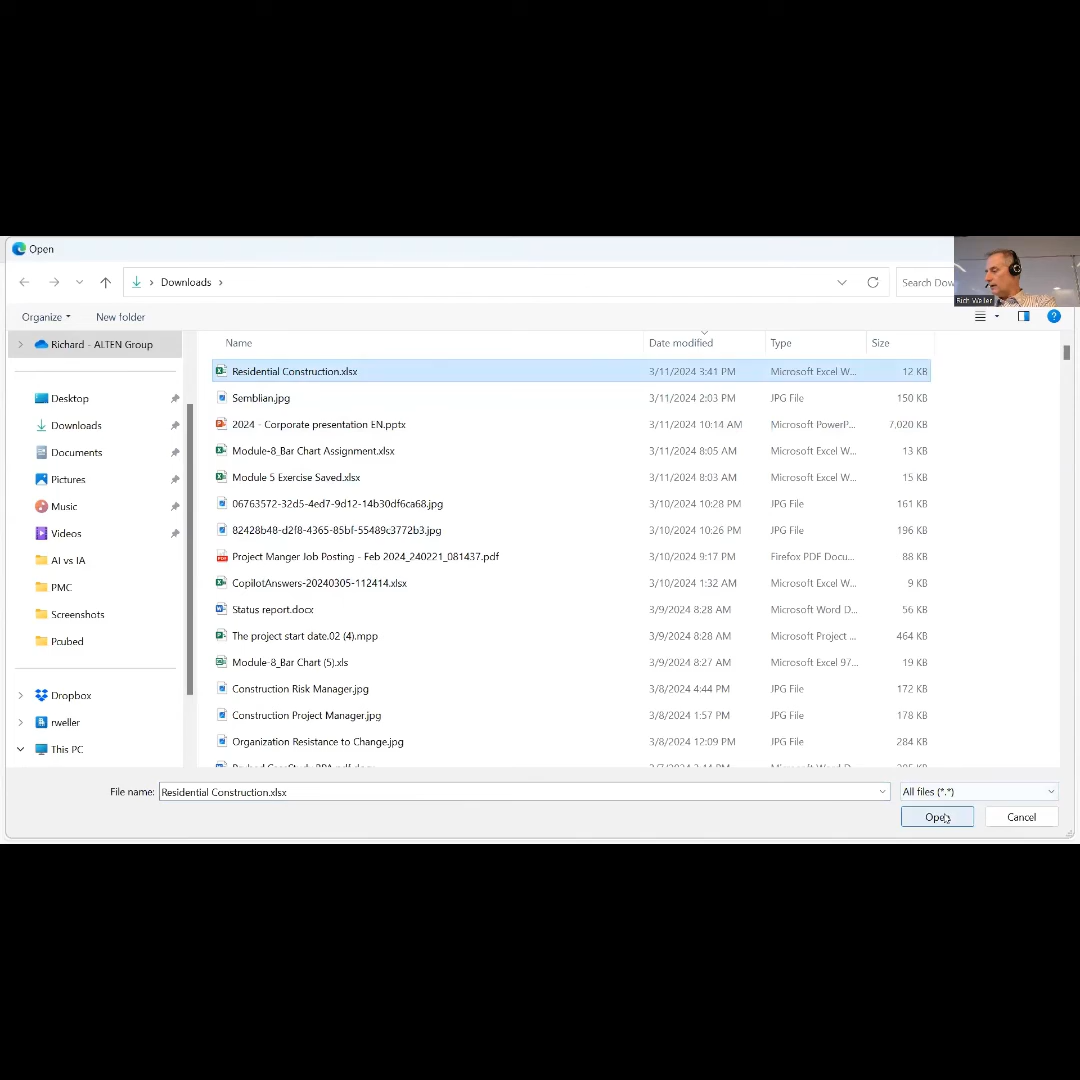 Open
Downloads
Search Dow
Rich Weller
Organize
New folder
Richard - ALTEN Group
Name
Date modified
Type
Size
Residential Construction.xlsx 3/11/2024 3:41 PM Microsoft Excel W... 12 KB
Semblian.jpg 3/11/2024 2:03 PM JPG File 150 KB
Desktop
2024 - Corporate presentation EN.pptx 3/11/2024 10:14 AM Microsoft PowerP... 7,020 KB
Downloads
Module-8_Bar Chart Assignment.xlsx 3/11/2024 8:05 AM Microsoft Excel W... 13 KB
Documents
Module 5 Exercise Saved.xlsx 3/11/2024 8:03 AM Microsoft Excel W... 15 KB
Pictures
06763572-32d5-4ed7-9d12-14b30df6ca68.jpg 3/10/2024 10:28 PM JPG File 161 KB
Music
82428b48-d2f8-4365-85bf-55489c3772b3.jpg 3/10/2024 10:26 PM JPG File 196 KB
Videos
Project Manger Job Posting - Feb 2024_240221_081437.pdf 3/10/2024 9:17 PM Firefox PDF Docu... 88 KB
AI vs IA
CopilotAnswers-20240305-112414.xlsx 3/10/2024 1:32 AM Microsoft Excel W... 9 KB
PMC
Status report.docx 3/9/2024 8:28 AM Microsoft Word D... 56 KB
Screenshots
The project start date.02 (4).mpp 3/9/2024 8:28 AM Microsoft Project ... 464 KB
Pcubed
Module-8_Bar Chart (5).xls 3/9/2024 8:27 AM Microsoft Excel 97... 19 KB
Construction Risk Manager.jpg 3/8/2024 4:44 PM JPG File 172 KB
Dropbox
Construction Project Manager.jpg 3/8/2024 1:57 PM JPG File 178 KB
rweller
Organization Resistance to Change.jpg 3/8/2024 12:09 PM JPG File 284 KB
This PC
File name: Residential Construction.xlsx
All files (*.*)
Open
Cancel